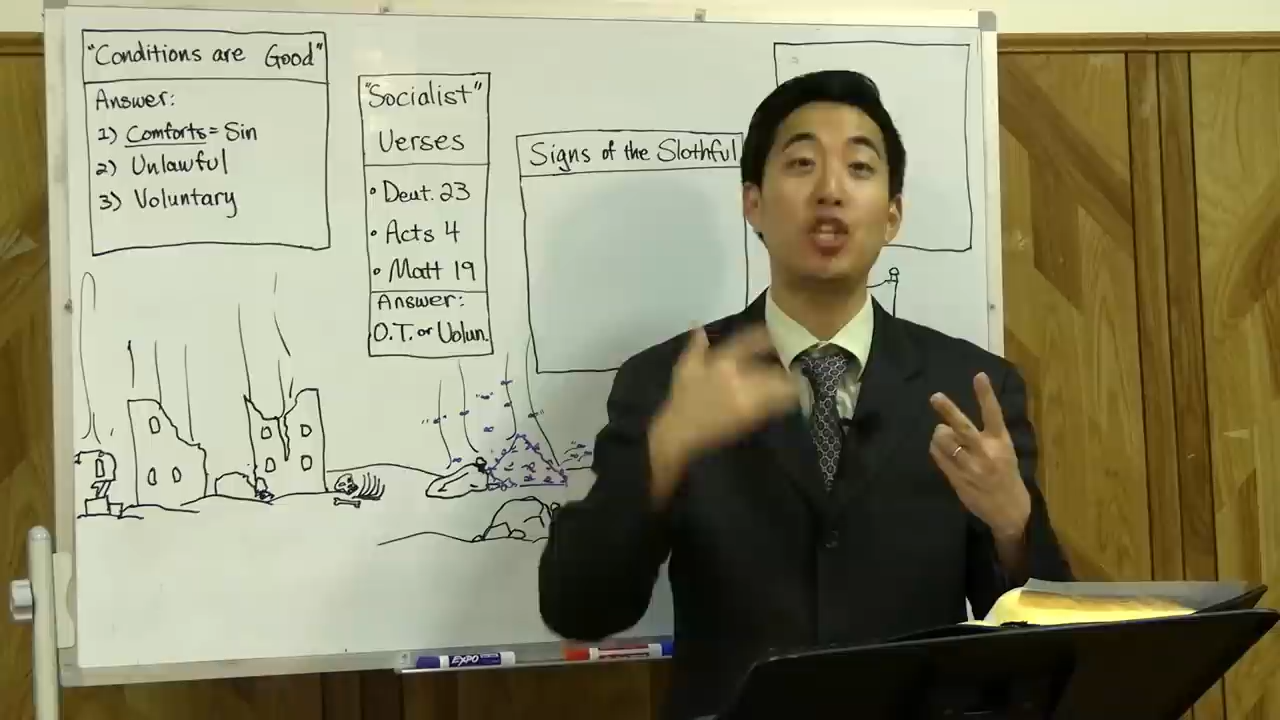 "Conditions are Good"
Answer:
1) Comforts = Sin
2) Unlawful
3) Voluntary
"Socialist"
Verses
• Deut. 23
• Acts 4
• Matt 19
Answer:
O.T. or Volun.
Signs of the Slothful
EXPO